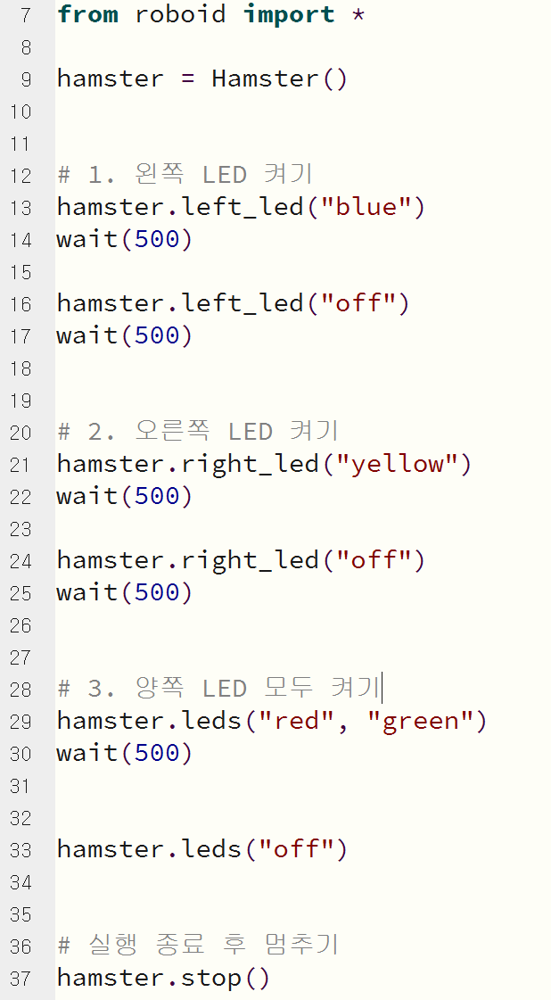 7 from roboid import *
8
9 hamster = Hamster()
10
11
12 # 1. 왼쪽 LED 켜기
13 hamster.left_led("blue")
14 wait(500)
15
16 hamster.left_led("off")
17 wait(500)
18
19
20 # 2. 오른쪽 LED 켜기
21 hamster.right_led("yellow")
22 wait(500)
23
24 hamster.right_led("off")
25 wait(500)
26
27
28 # 3. 양쪽 LED 모두 켜기
29 hamster.leds("red", "green")
30 wait(500)
31
32
33 hamster.leds("off")
34
35
36 # 실행 종료 후 멈추기
37 hamster.stop()